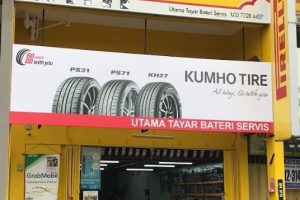 Utama Tayar Bateri Servis 03 7728 4457
with you
PS31
PS71
KH27
KUMHO TIRE
All-Ways, Go With you
UTAMA TAYAR BATERI SERVIS
GrabMobil